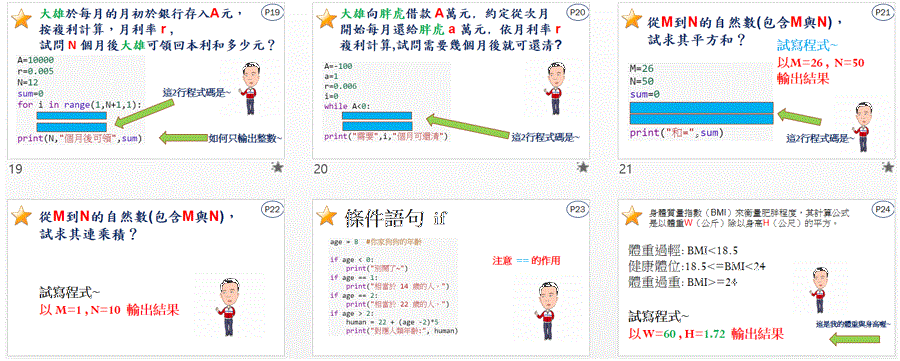 P19
大雄於每月的月初於銀行存入A元，
按複利計算，月利率 r ，
試問 N 個月後大雄可領回本利和多少元？
A=10000
r=0.005
N=12
sum=0
for i in range(1,N+1,1):
這2行程式碼是~
print(N,"個月後可領",sum)
如何只輸出整數~
19
P20
大雄向胖虎借款 A萬元，約定從次月
開始每月還給胖虎 a 萬元，依月利率 r
複利計算,試問需要幾個月後就可還清?
A=-100
a=1
r=0.006
i=0
while A<0:
print("需要",i,"個月可還清")
這2行程式碼是~
20
P21
從M到N的自然數(包含M與N)，
試求其平方和？
試寫程式~
以M=26 , N=50
輸出結果
M=26
N=50
sum=0
print("和=",sum)
這2行程式碼是~
21
P22
從M到N的自然數(包含M與N)，
試求其連乘積？
試寫程式~
以 M=1 , N=10 輸出結果
P23
條件語句 if
age = 8 #你家狗狗的年齡
if age < 0:
print("別鬧了~")
if age == 1:
print("相當於 14 歲的人。")
if age == 2:
print("相當於 22 歲的人。")
if age > 2:
human = 22 + (age -2)*5
print("對應人類年齡:", human)
注意 == 的作用
P24
身體質量指數（BMI）來衡量肥胖程度，其計算公式
是以體重W（公斤）除以身高H（公尺）的平方。
體重過輕: BMI<18.5
健康體位:18.5<=BMI<24
體重過重: BMI>=24
試寫程式~
以 W=60 , H=1.72 輸出結果
這是我的體重與身高喔~